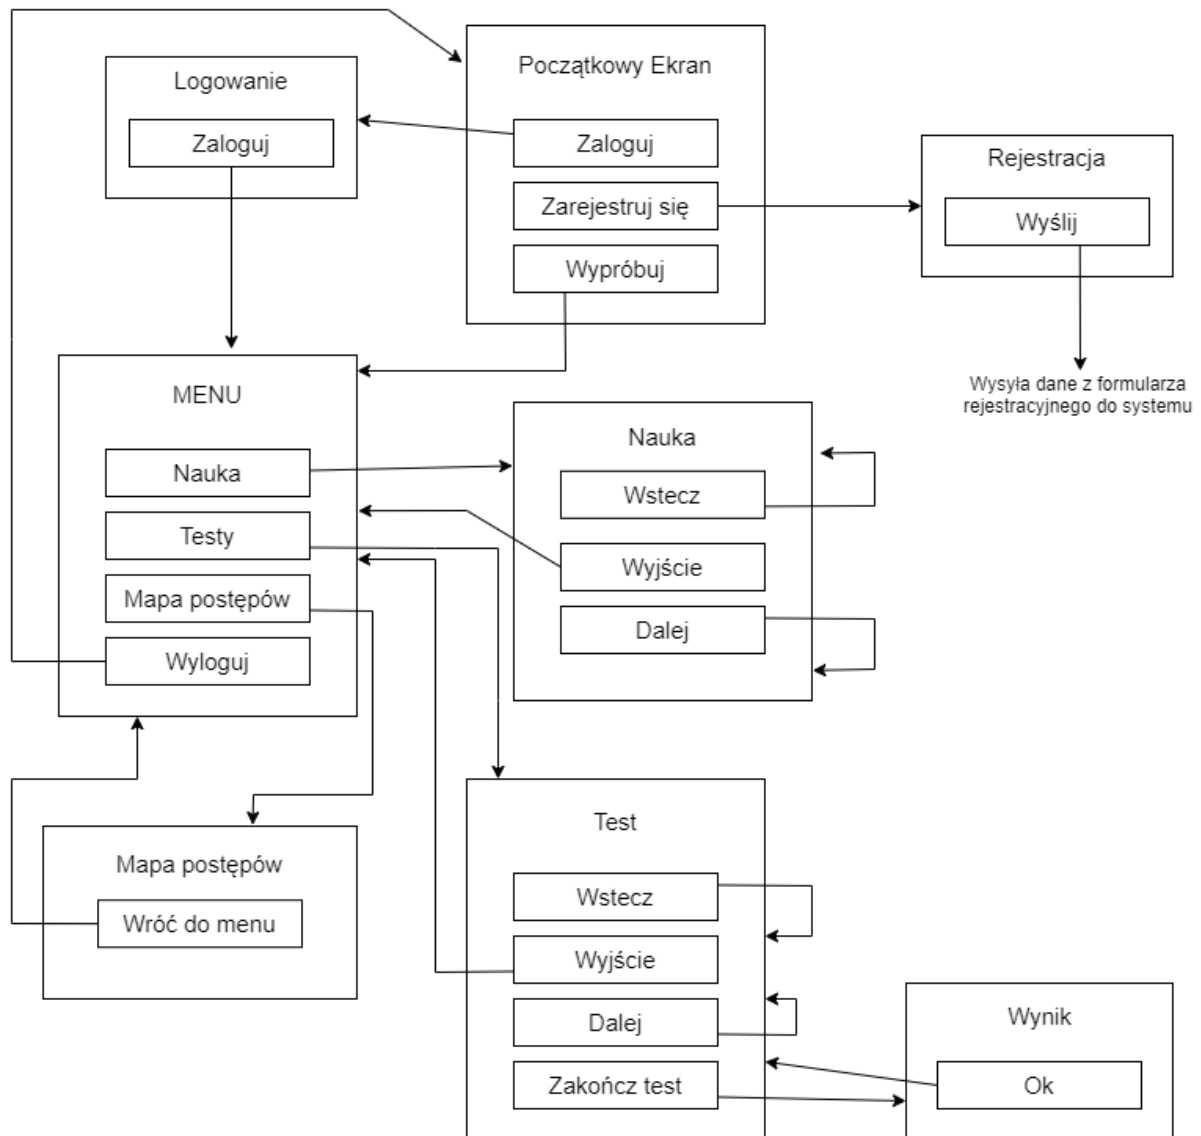 Początkowy Ekran
Zaloguj
Zarejestruj się
Wypróbuj
Logowanie
Zaloguj
Rejestracja
Wyślij
Wysyła dane z formularza
rejestracyjnego do systemu
MENU
Nauka
Testy
Mapa postępów
Wyloguj
Nauka
Wstecz
Wyjście
Dalej
Mapa postępów
Wróć do menu
Test
Wstecz
Wyjście
Dalej
Zakończ test
Wynik
Ok